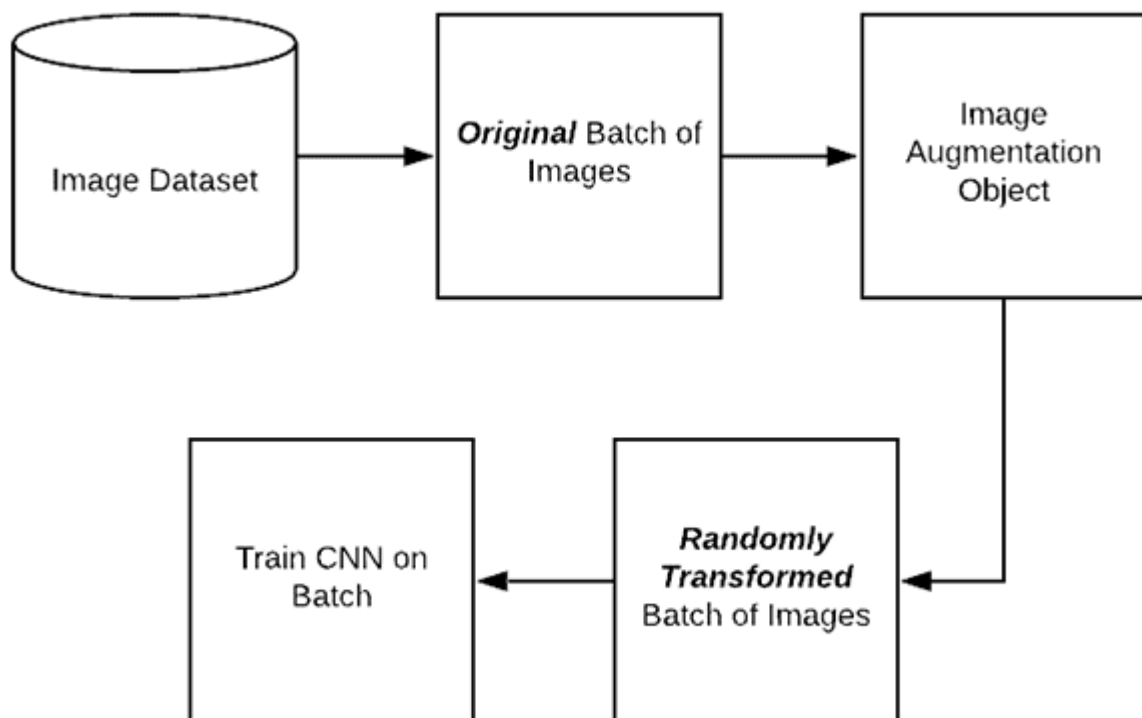 Image Dataset
Original Batch of
Images
Image
Augmentation
Object
Train CNN on
Batch
Randomly
Transformed
Batch of Images